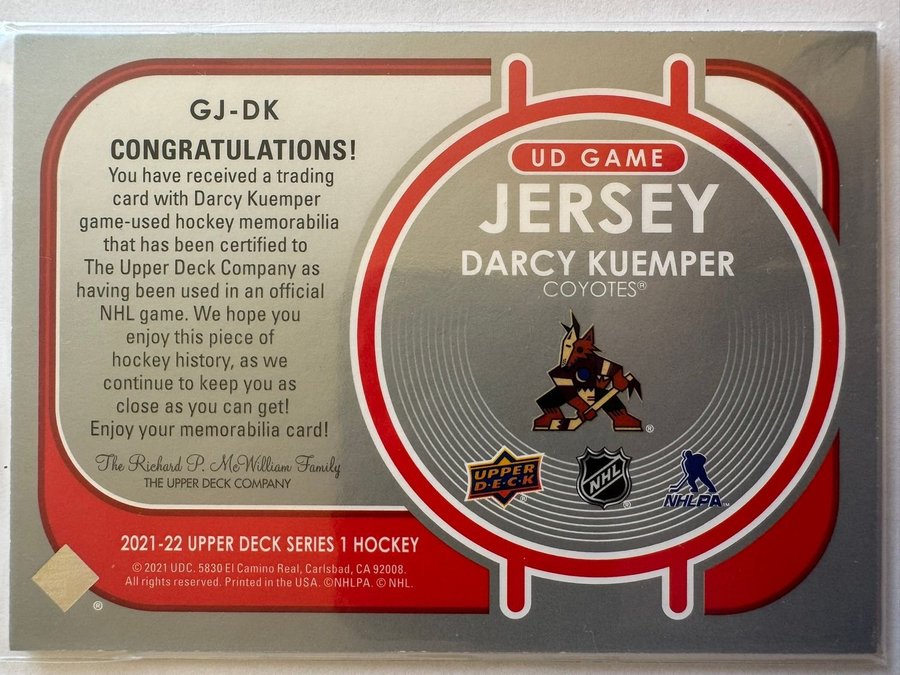 GJ-DK
CONGRATULATIONS!
You have received a trading
card with Darcy Kuemper
game-used hockey memorabilia
that has been certified to
The Upper Deck Company as
having been used in an official
NHL game. We hope you
enjoy this piece of
hockey history, as we
continue to keep you as
close as you can get!
Enjoy your memorabilia card!
The Richard P. McWilliam Family
THE UPPER DECK COMPANY
UD GAME
JERSEY
DARCY KUEMPER
COYOTES®
®
UPPER
D·E·C·K
®
NHL
®
NHLPA™
2021-22 UPPER DECK SERIES 1 HOCKEY
© 2021 UDC. 5830 El Camino Real, Carlsbad, CA 92008.
All rights reserved. Printed in the USA. ©NHLPA. © NHL.
®